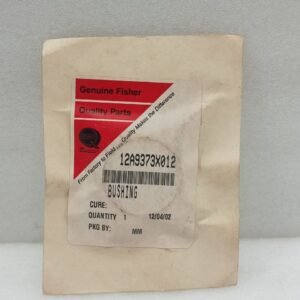 Genuine Fisher
Quality Parts
From Factory to Field . . . Quality Makes the Difference
12A9373X012
BUSHING
CURE:
QUANTITY 1 12/04/02
PKG BY: MM